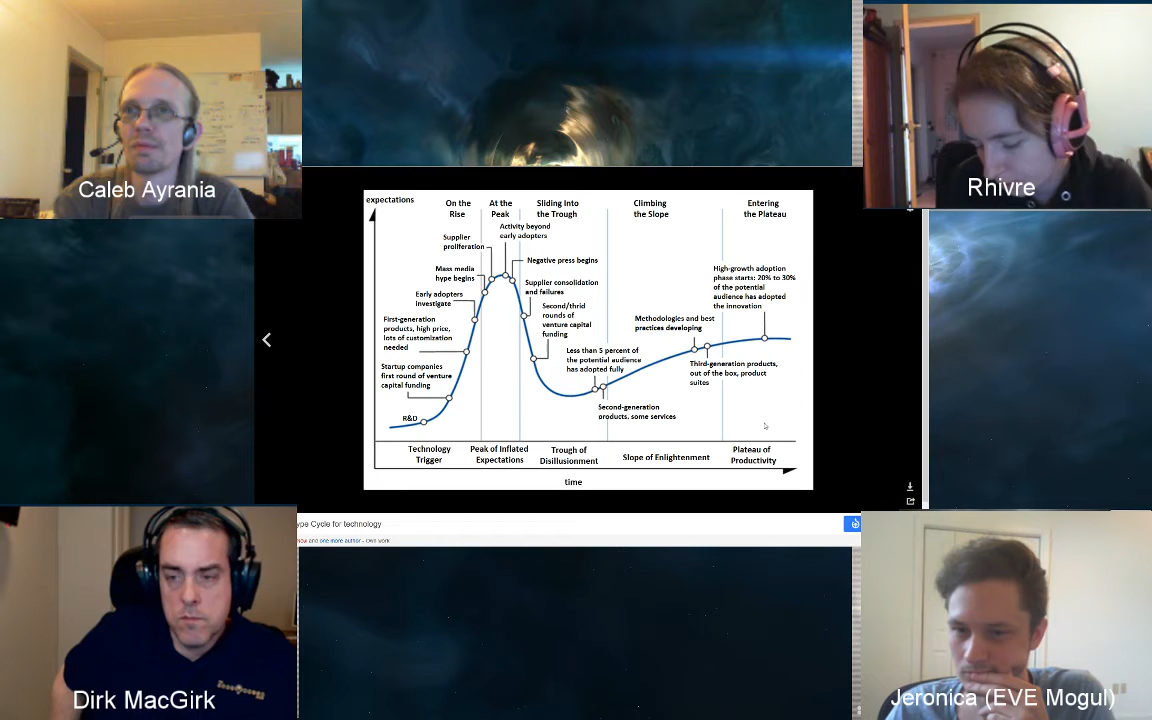 Caleb Ayrania
Rhivre
expectations
On the
Rise
At the
Peak
Sliding Into
the Trough
Climbing
the Slope
Entering
the Plateau
Activity beyond
early adopters
Supplier
proliferation
Negative press begins
Mass media
hype begins
Supplier consolidation
and failures
High-growth adoption
phase starts: 20% to 30%
of the potential
audience has adopted
the innovation
Early adopters
investigate
Second/thrid
rounds of
venture capital
funding
First-generation
products, high price,
lots of customization
needed
Methodologies and best
practices developing
Less than 5 percent of
the potential audience
has adopted fully
Startup companies
first round of venture
capital funding
Third-generation products,
out of the box, product
suites
Second-generation
products, some services
R&D
Technology
Trigger
Peak of Inflated
Expectations
Trough of
Disillusionment
Slope of Enlightenment
Plateau of
Productivity
time
ype Cycle for technology
and one more author - Own work
Dirk MacGirk
Jeronica (EVE Mogul)